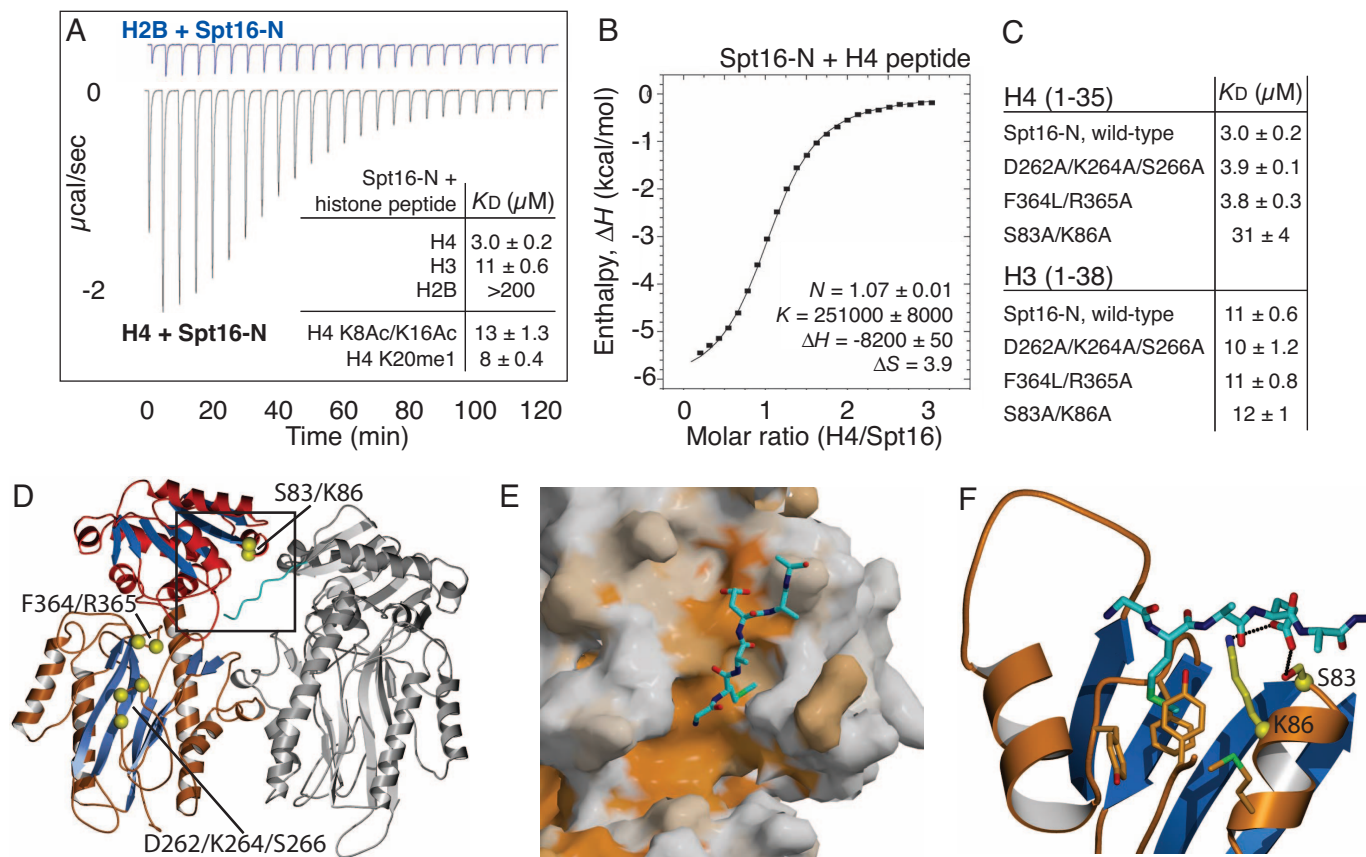 A
H2B + Spt16-N
0
µcal/sec
-2
Spt16-N +
histone peptide
KD (µM)
H4 3.0 ± 0.2
H3 11 ± 0.6
H2B >200
H4 K8Ac/K16Ac 13 ± 1.3
H4 K20me1 8 ± 0.4
H4 + Spt16-N
0 20 40 60 80 100 120
Time (min)
B
Spt16-N + H4 peptide
0
-1
-2
-3
-4
-5
-6
Enthalpy, ΔH (kcal/mol)
N = 1.07 ± 0.01
K = 251000 ± 8000
ΔH = -8200 ± 50
ΔS = 3.9
0 1 2 3
Molar ratio (H4/Spt16)
C
H4 (1-35) KD (µM)
Spt16-N, wild-type 3.0 ± 0.2
D262A/K264A/S266A 3.9 ± 0.1
F364L/R365A 3.8 ± 0.3
S83A/K86A 31 ± 4
H3 (1-38)
Spt16-N, wild-type 11 ± 0.6
D262A/K264A/S266A 10 ± 1.2
F364L/R365A 11 ± 0.8
S83A/K86A 12 ± 1
D
S83/K86
F364/R365
D262/K264/S266
E
F
S83
K86